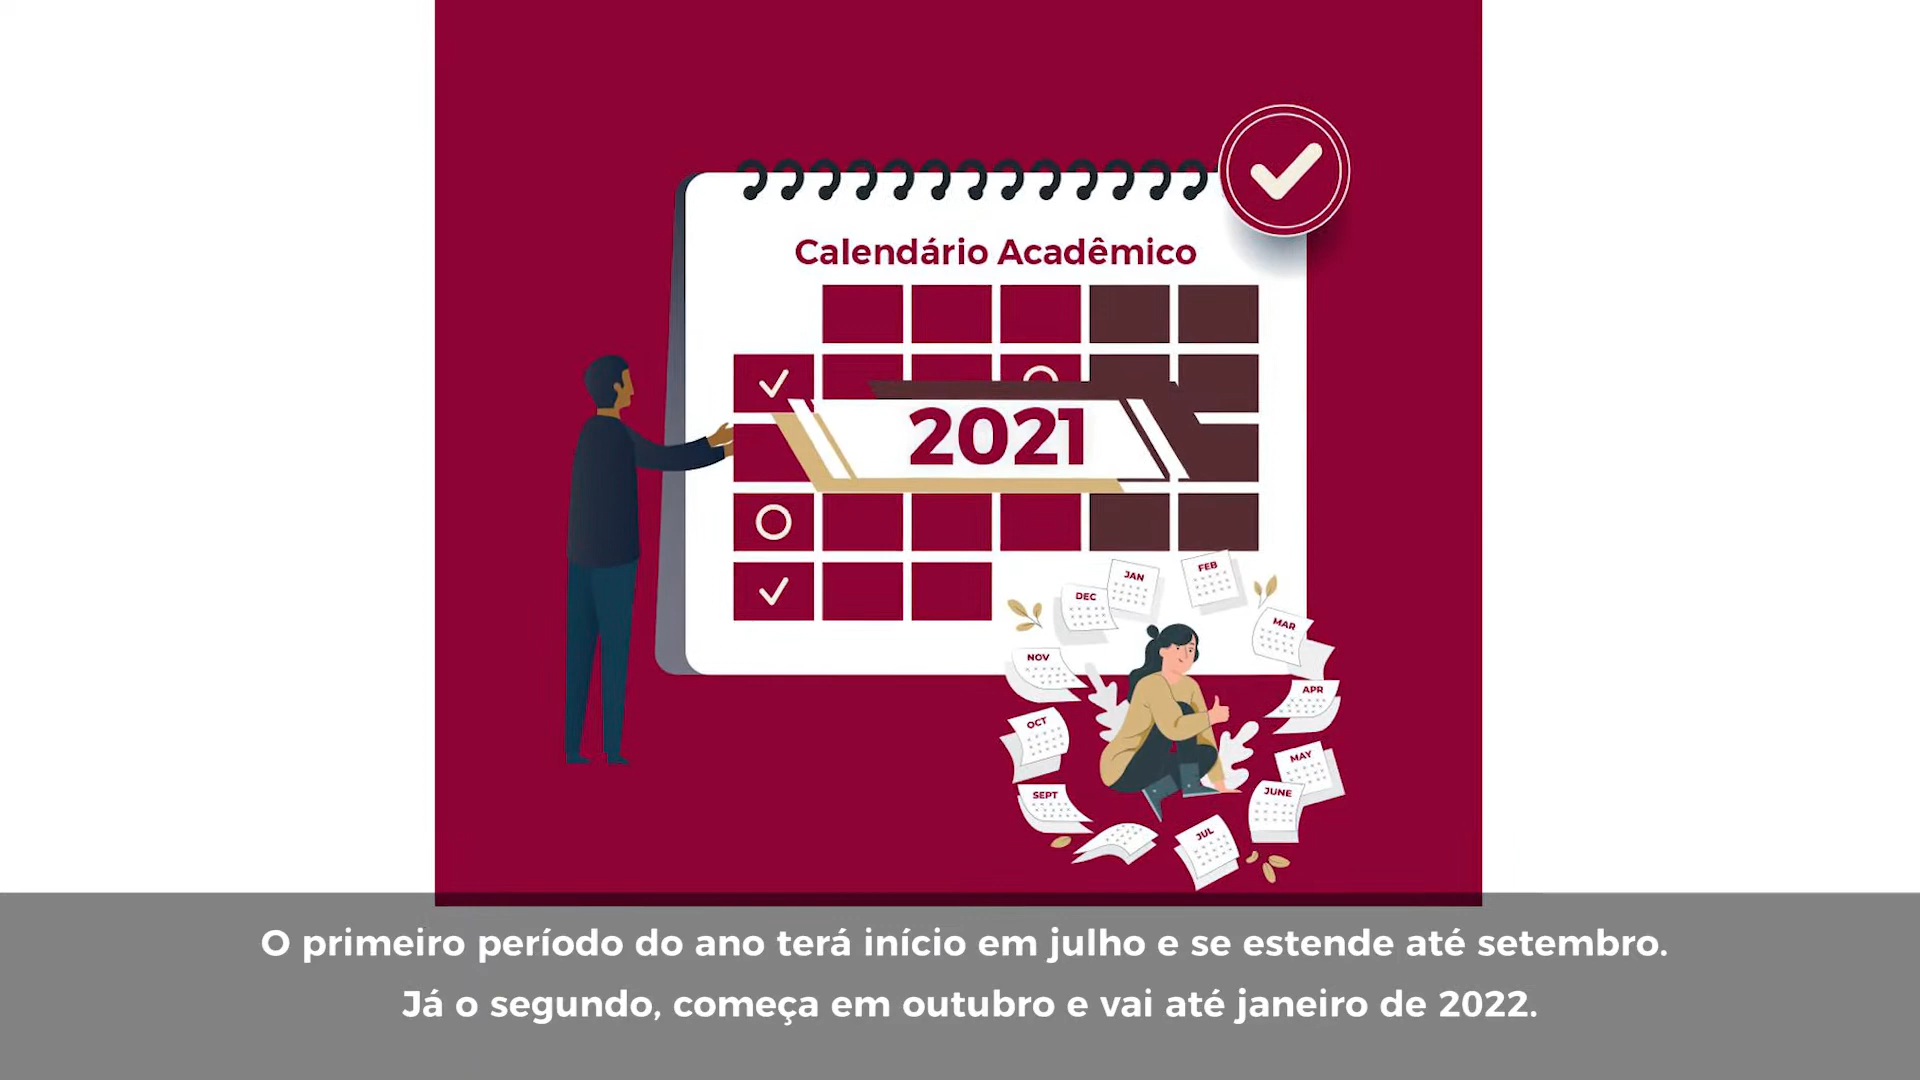 Calendário Acadêmico
2021
JAN
FEB
DEC
MAR
NOV
APR
OCT
MAY
SEPT
JUNE
JUL
O primeiro período do ano terá início em julho e se estende até setembro.
Já o segundo, começa em outubro e vai até janeiro de 2022.